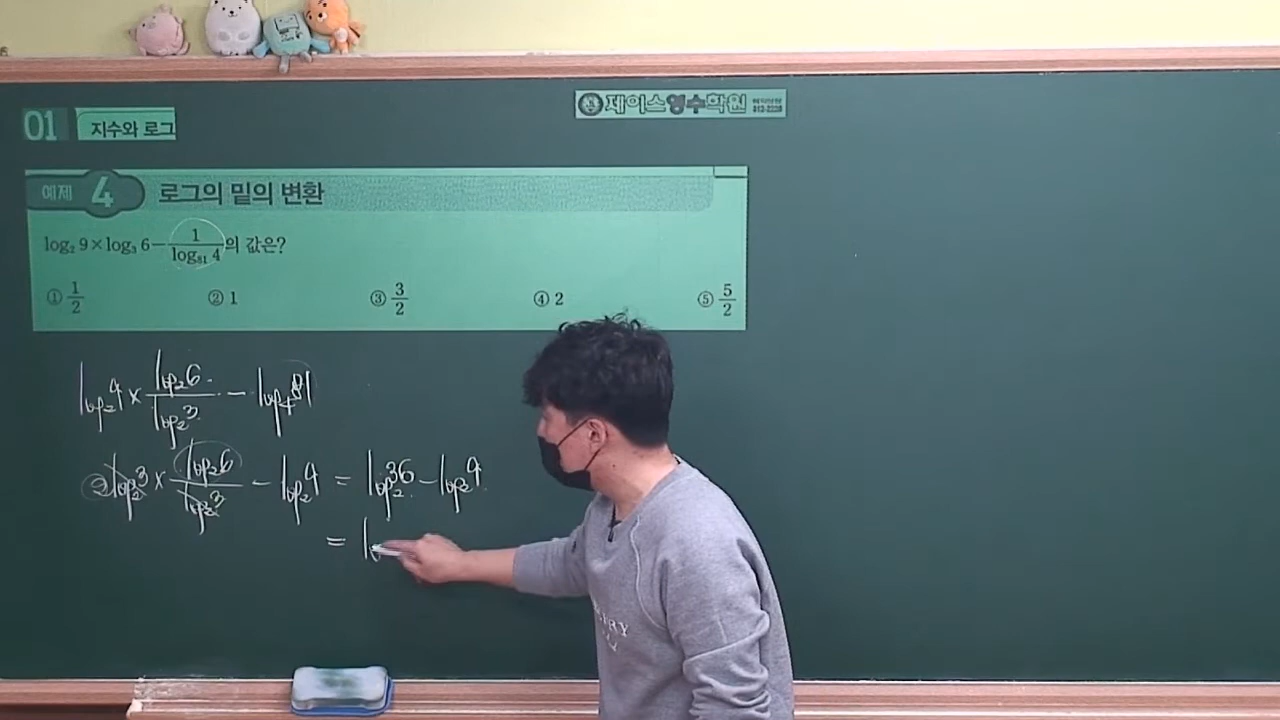 제이스영수학원
01 지수와 로그
예제 4 로그의 밑의 변환
log₂ 9×log₃ 6−1/log₈₁ 4의 값은?
① 1/2 ② 1 ③ 3/2 ④ 2 ⑤ 5/2
log₂9 × log₂6/log₂3 − log₄81
2log₂3 × log₂6/log₂3 − log₂9 = log₂36 − log₂9
= l